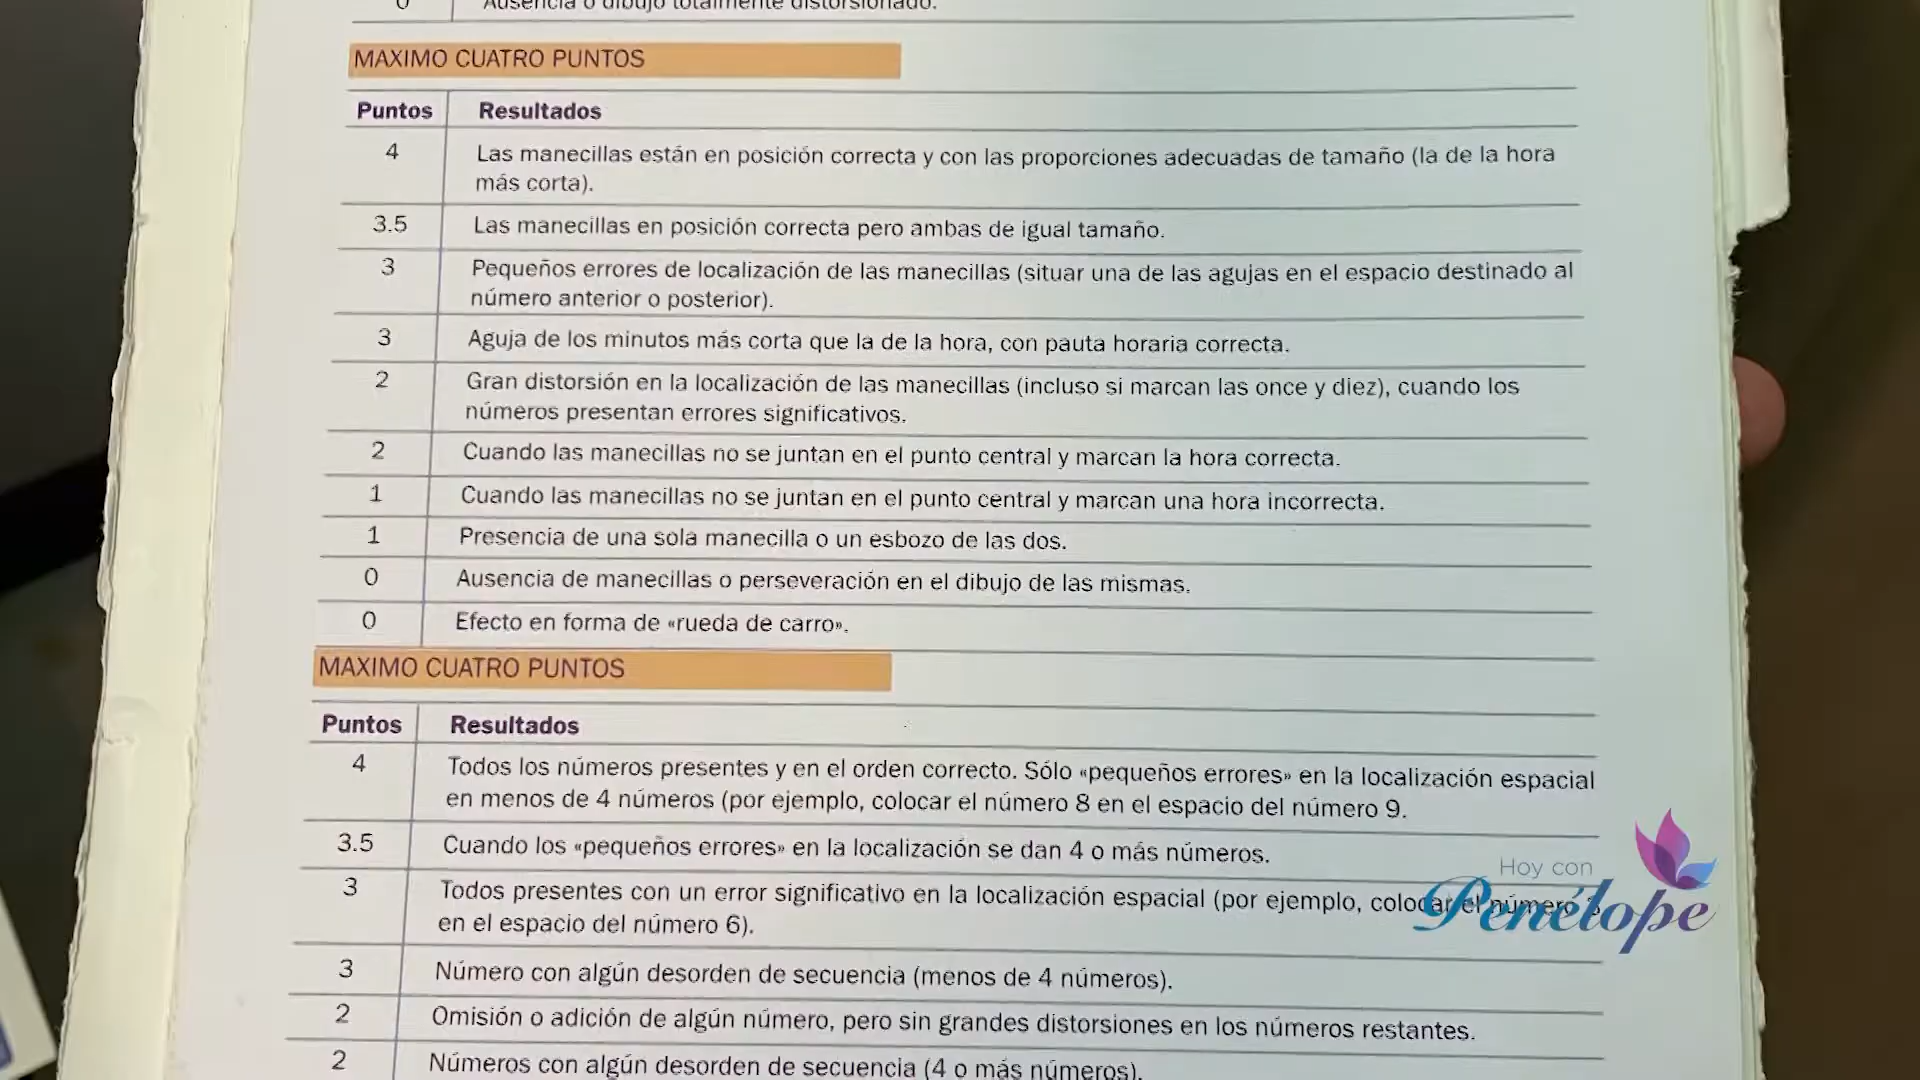 0 Ausencia o dibujo totalmente distorsionado.
MAXIMO CUATRO PUNTOS
Puntos Resultados
4 Las manecillas están en posición correcta y con las proporciones adecuadas de tamaño (la de la hora
más corta).
3.5 Las manecillas en posición correcta pero ambas de igual tamaño.
3 Pequeños errores de localización de las manecillas (situar una de las agujas en el espacio destinado al
número anterior o posterior).
3 Aguja de los minutos más corta que la de la hora, con pauta horaria correcta.
2 Gran distorsión en la localización de las manecillas (incluso si marcan las once y diez), cuando los
números presentan errores significativos.
2 Cuando las manecillas no se juntan en el punto central y marcan la hora correcta.
1 Cuando las manecillas no se juntan en el punto central y marcan una hora incorrecta.
1 Presencia de una sola manecilla o un esbozo de las dos.
0 Ausencia de manecillas o perseveración en el dibujo de las mismas.
0 Efecto en forma de «rueda de carro».
MAXIMO CUATRO PUNTOS
Puntos Resultados
4 Todos los números presentes y en el orden correcto. Sólo «pequeños errores» en la localización espacial
en menos de 4 números (por ejemplo, colocar el número 8 en el espacio del número 9.
3.5 Cuando los «pequeños errores» en la localización se dan 4 o más números.
3 Todos presentes con un error significativo en la localización espacial (por ejemplo, colocar el número
en el espacio del número 6).
3 Número con algún desorden de secuencia (menos de 4 números).
2 Omisión o adición de algún número, pero sin grandes distorsiones en los números restantes.
2 Números con algún desorden de secuencia (4 o más números).
Hoy con
Penélope